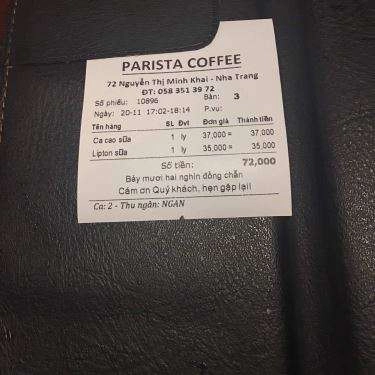 PARISTA COFFEE
72 Nguyễn Thị Minh Khai - Nha Trang
ĐT: 058 351 39 72
Số phiếu: 10896 Bàn: 3
Ngày: 20-11 17:02-18:14 P.vu:
Tên hàng SL Đvt Đơn giá Thành tiền
Ca cao sữa 1 ly 37,000 = 37,000
Lipton sữa 1 ly 35,000 = 35,000
Số tiền: 72,000
Bảy mươi hai nghìn đồng chẵn
Cám ơn Quý khách, hẹn gặp lại!
Ca: 2 - Thu ngân: NGÂN